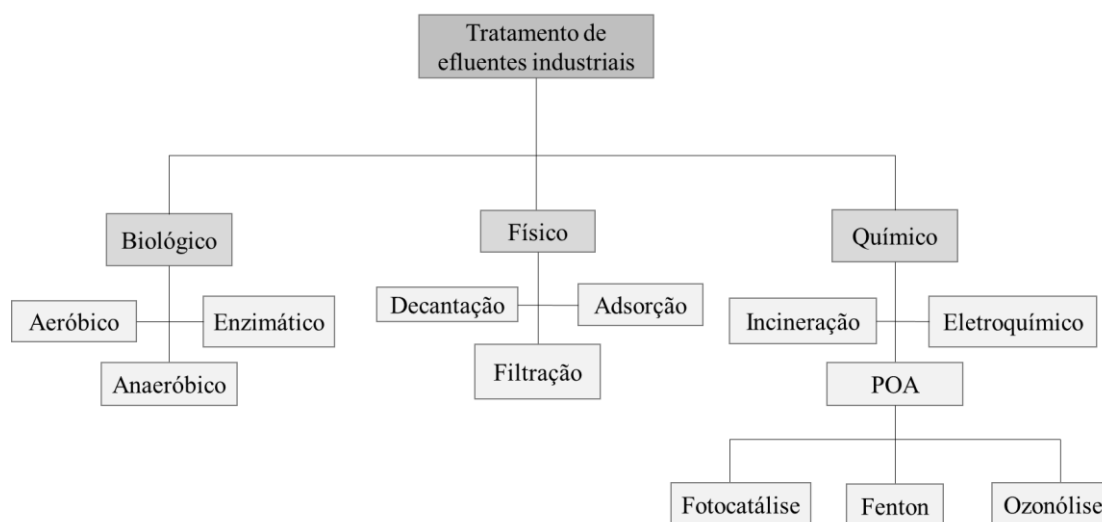 Tratamento de
efluentes industriais
Biológico
Físico
Químico
Aeróbico
Enzimático
Anaeróbico
Decantação
Adsorção
Filtração
Incineração
Eletroquímico
POA
Fotocatálise
Fenton
Ozonólise